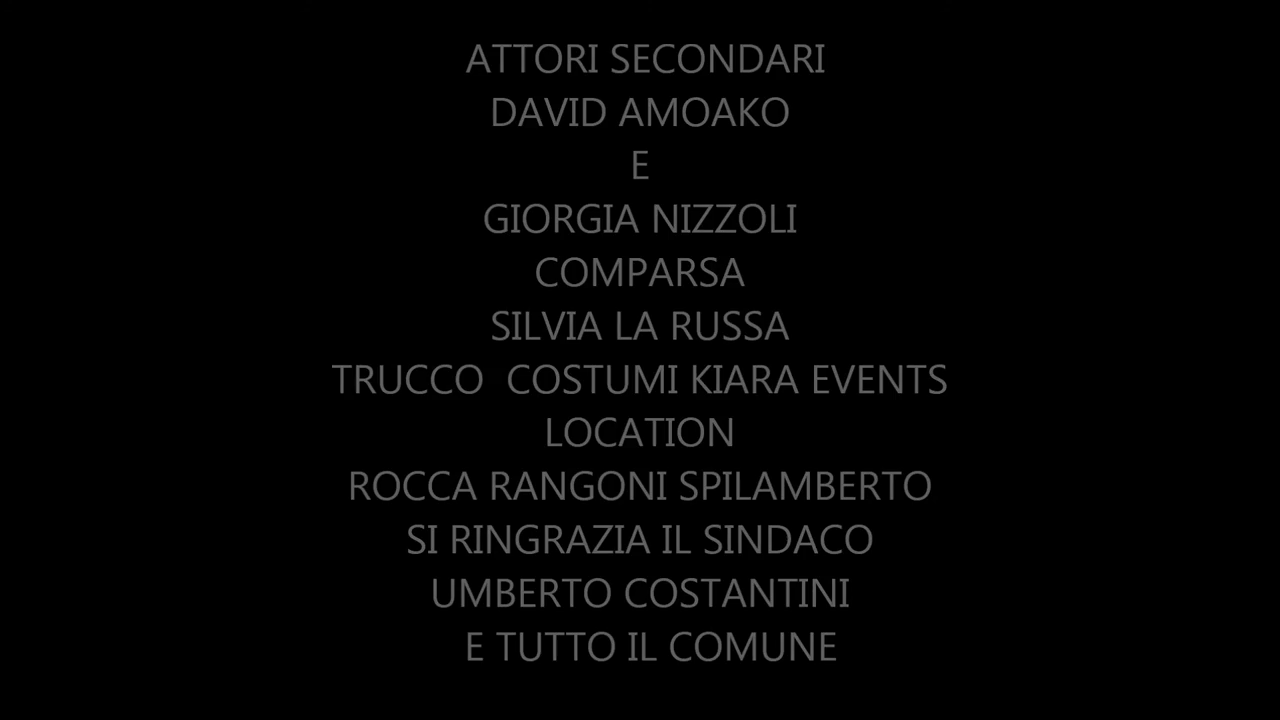 ATTORI SECONDARI
DAVID AMOAKO
E
GIORGIA NIZZOLI
COMPARSA
SILVIA LA RUSSA
TRUCCO  COSTUMI KIARA EVENTS
LOCATION
ROCCA RANGONI SPILAMBERTO
SI RINGRAZIA IL SINDACO
UMBERTO COSTANTINI
E TUTTO IL COMUNE